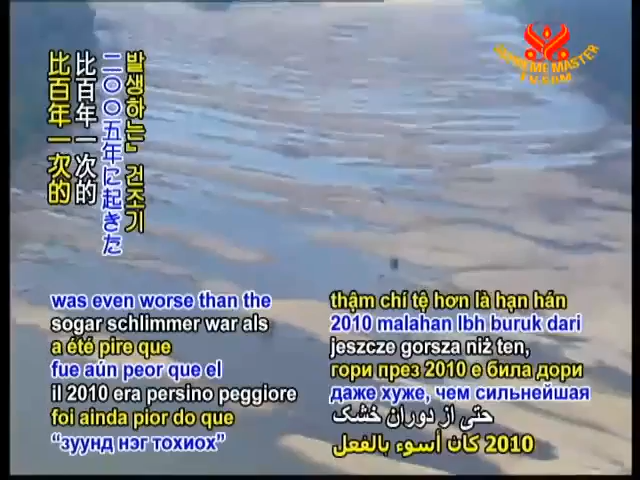 SUPREME MASTER
TV.COM
발생하는』 건조기
二〇〇五年に起きた
比百年一次的
比百年一次的
was even worse than the
sogar schlimmer war als
a été pire que
fue aún peor que el
il 2010 era persino peggiore
foi ainda pior do que
“зуунд нэг тохиох”
thậm chí tệ hơn là hạn hán
2010 malahan lbh buruk dari
jeszcze gorsza niż ten,
гори през 2010 е била дори
даже хуже, чем сильнейшая
حتی از دوران خشک
2010 كان أسوء بالفعل